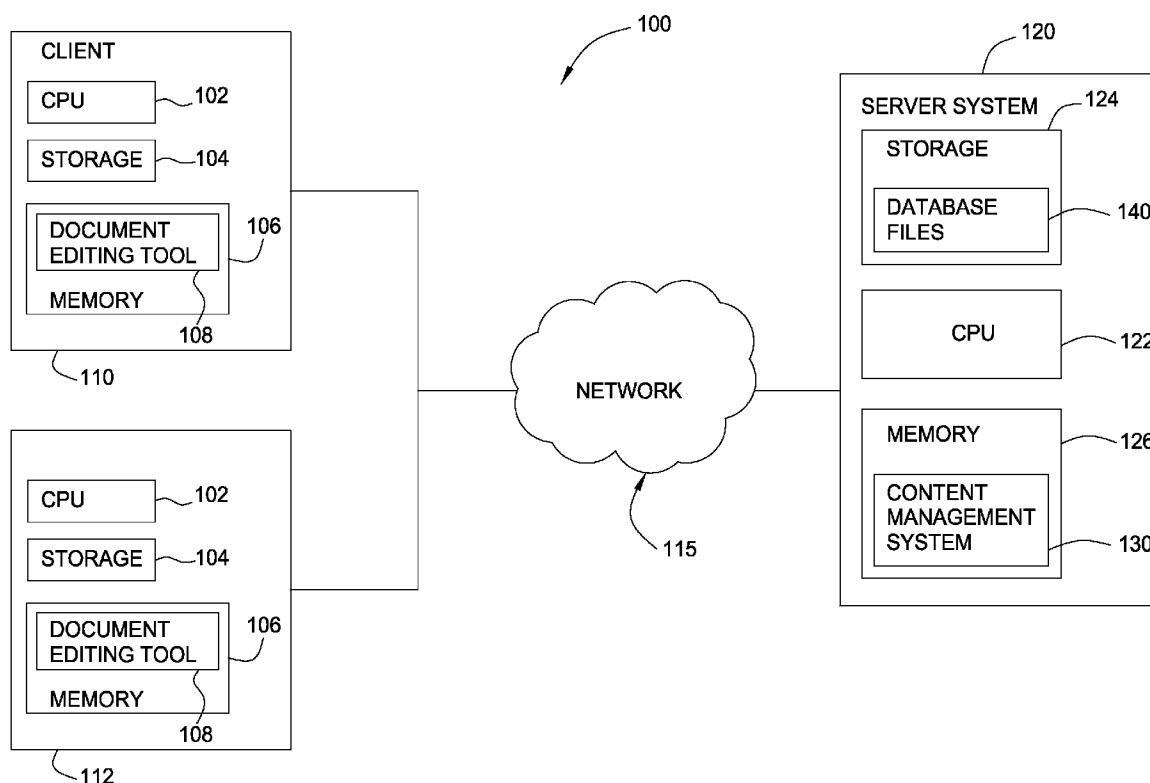 100
CLIENT
CPU
102
STORAGE
104
DOCUMENT
EDITING TOOL
106
MEMORY
108
110
CPU
102
STORAGE
104
DOCUMENT
EDITING TOOL
106
MEMORY
108
112
NETWORK
115
120
SERVER SYSTEM
124
STORAGE
DATABASE
FILES
140
CPU
122
MEMORY
126
CONTENT
MANAGEMENT
SYSTEM
130